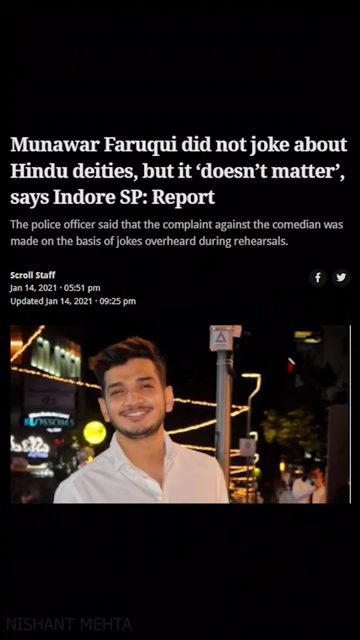 Munawar Faruqui did not joke about
Hindu deities, but it ‘doesn’t matter’,
says Indore SP: Report
The police officer said that the complaint against the comedian was
made on the basis of jokes overheard during rehearsals.
Scroll Staff
Jan 14, 2021 · 05:51 pm
Updated Jan 14, 2021 · 09:25 pm
BLOSSOMS
NISHANT MEHTA